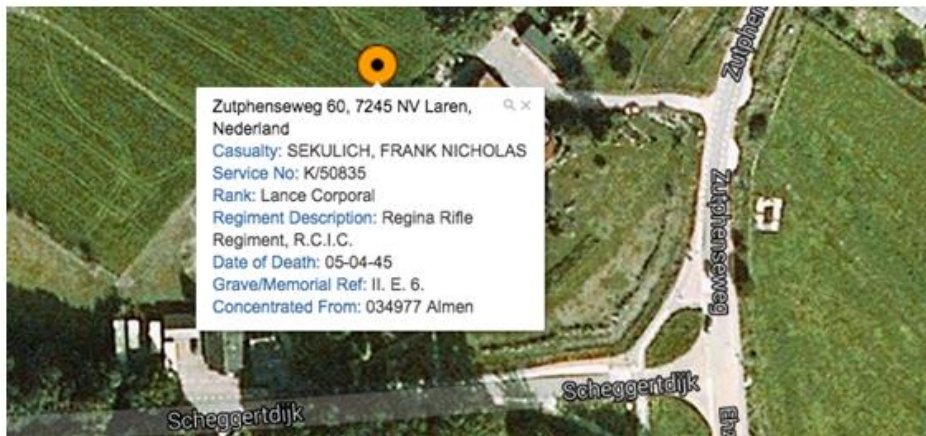 Zutphen
Zutphenseweg 60, 7245 NV Laren,
Nederland
Casualty: SEKULICH, FRANK NICHOLAS
Service No: K/50835
Rank: Lance Corporal
Regiment Description: Regina Rifle
Regiment, R.C.I.C.
Date of Death: 05-04-45
Grave/Memorial Ref: II. E. 6.
Concentrated From: 034977 Almen
Zutphenseweg
Scheggertdijk
Scheggertdijk
Ehz